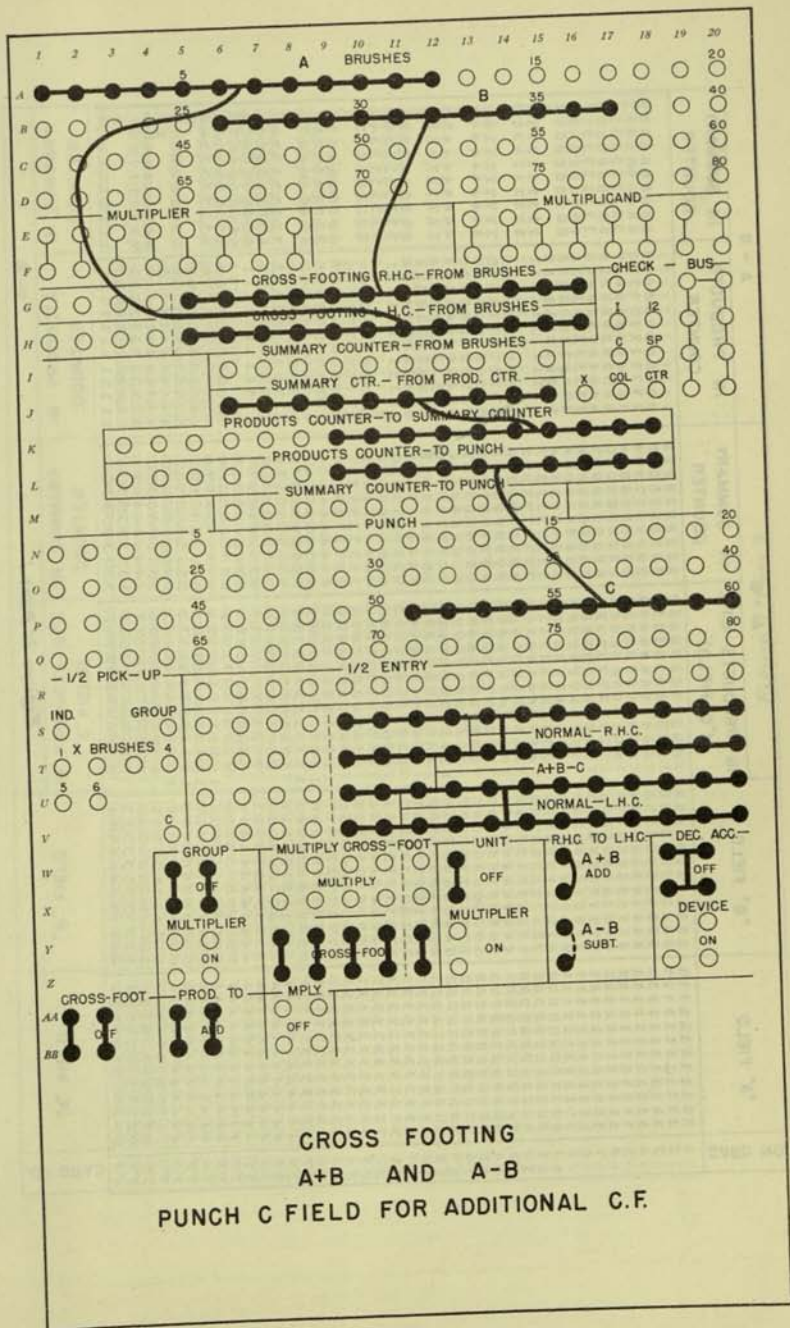 1 2 3 4 5 6 7 8 9 10 11 12 13 14 15 16 17 18 19 20
BRUSHES
A 5 A 15 20
B 25 30 B 35 40
C 45 50 55 60
D 65 70 75 80
MULTIPLIER MULTIPLICAND
E
F
CROSS-FOOTING R.H.C.-FROM BRUSHES CHECK - BUS
G
CROSS-FOOTING L.H.C.-FROM BRUSHES 1 12
H
SUMMARY COUNTER-FROM BRUSHES C SP
I
SUMMARY CTR.-FROM PROD. CTR. X COL CTR
J
PRODUCTS COUNTER-TO SUMMARY COUNTER
K
PRODUCTS COUNTER-TO PUNCH
L
SUMMARY COUNTER-TO PUNCH
M
PUNCH
N 5 15 20
O 25 30 35 40
P 45 50 55 C 60
Q 65 70 75 80
-1/2 PICK-UP 1/2 ENTRY
R
IND. GROUP
S
NORMAL-R.H.C.
1 X BRUSHES 4
T
A+B-C
5 6
U
NORMAL-L.H.C.
C
V
GROUP MULTIPLY CROSS-FOOT UNIT R.H.C. TO L.H.C. DEC. ACC.
W OFF MULTIPLY OFF A+B ADD OFF
X
MULTIPLIER MULTIPLIER DEVICE
Y ON CROSS-FOOT ON A-B SUBT. ON
Z
CROSS-FOOT PROD. TO MPLY
AA OFF AND OFF
BB
CROSS FOOTING
A+B AND A-B
PUNCH C FIELD FOR ADDITIONAL C.F.